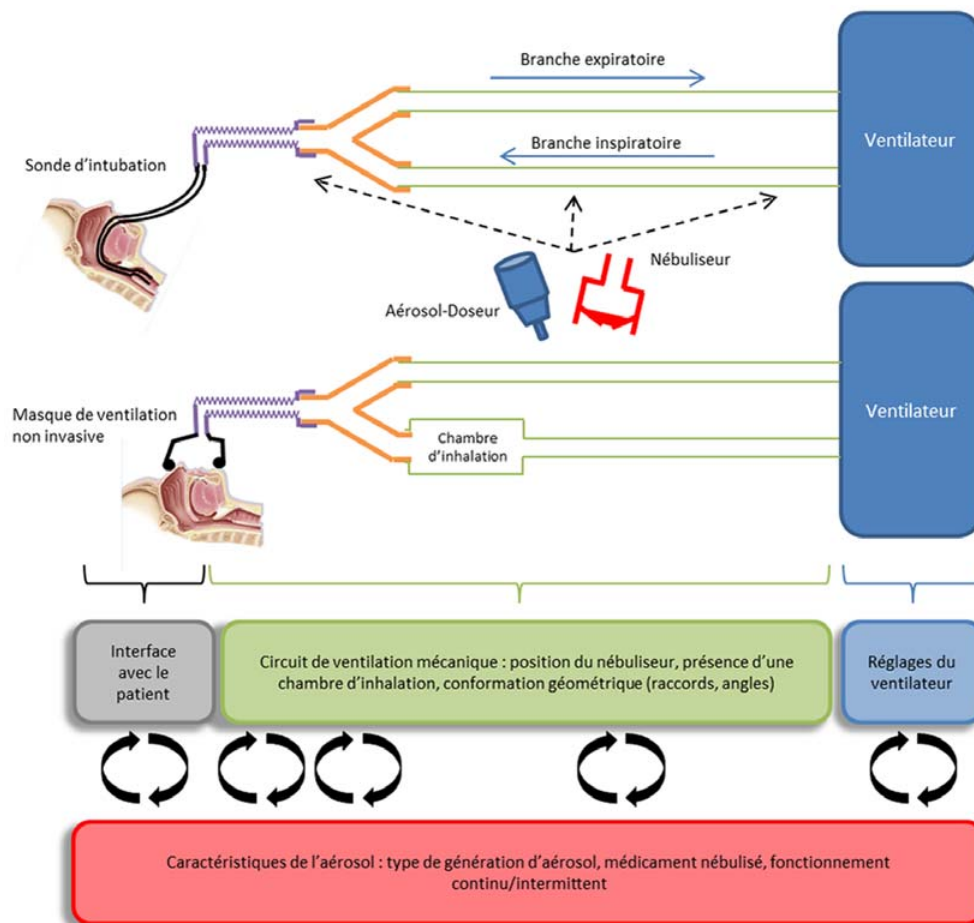 Branche expiratoire
Ventilateur
Branche inspiratoire
Sonde d'intubation
Nébuliseur
Aérosol-Doseur
Masque de ventilation
non invasive
Chambre
d'inhalation
Ventilateur
Interface
avec le
patient
Circuit de ventilation mécanique : position du nébuliseur, présence d'une
chambre d'inhalation, conformation géométrique (raccords, angles)
Réglages du
ventilateur
Caractéristiques de l'aérosol : type de génération d'aérosol, médicament nébulisé, fonctionnement
continu/intermittent